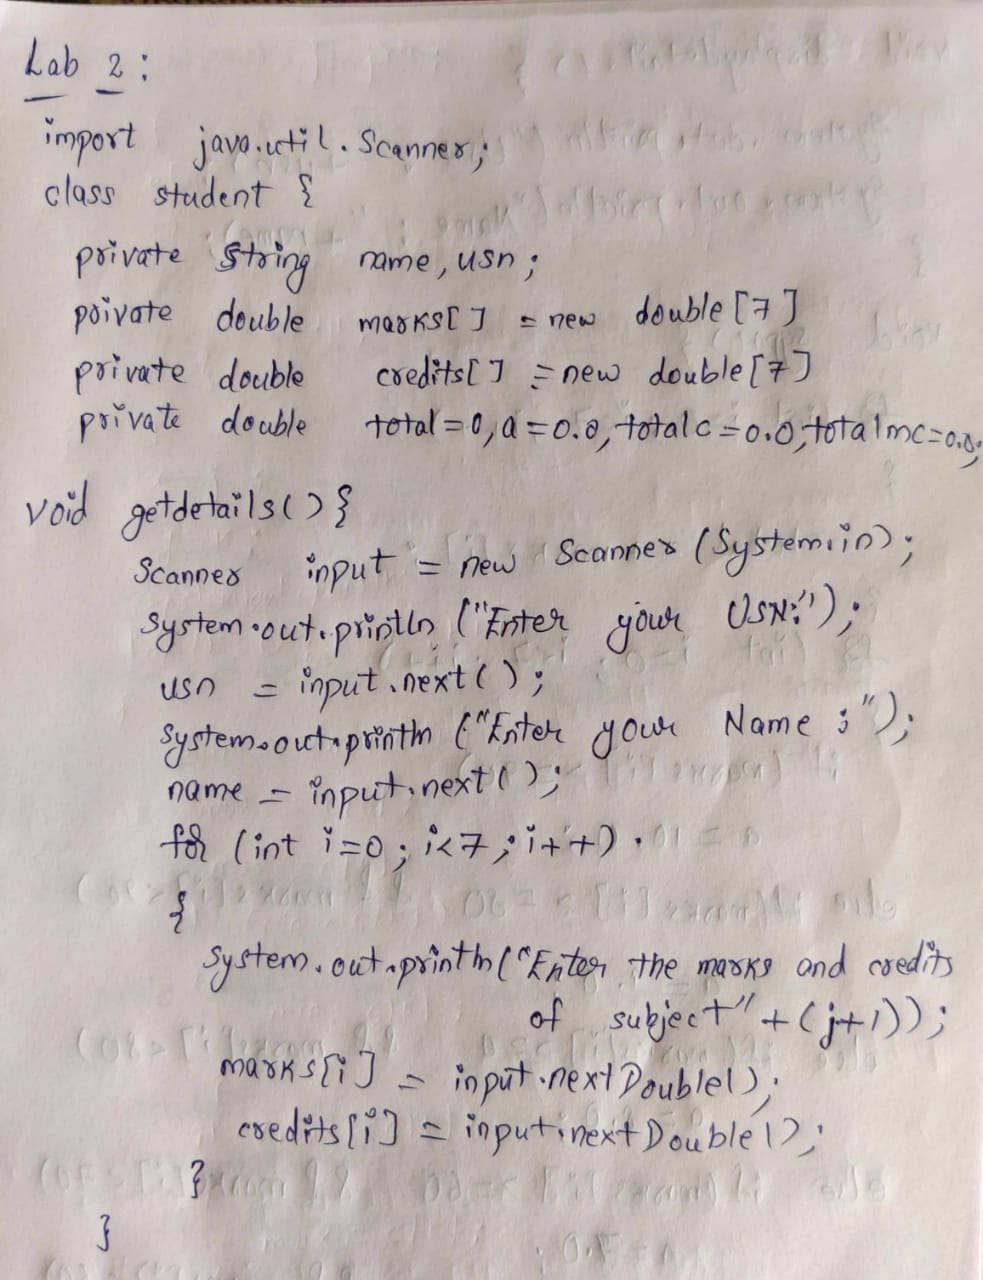 Lab 2 :
import java.util.Scanner;
class student {
private String name, usn;
private double marks[] = new double[7]
private double credits[] = new double[7]
private double total=0, a=0.0, totalc=0.0, totalmc=0.0;
void getdetails(){
Scanner input = new Scanner (System.in);
System.out.println ("Enter your USN:");
usn = input.next();
System.out.println ("Enter your Name :");
name = input.next();
for (int i=0; i<7; i++)
{
System.out.println("Enter the marks and credits
of subject" + (j+1));
marks[i] = input.nextDouble();
credits[i] = input.nextDouble();
}
}